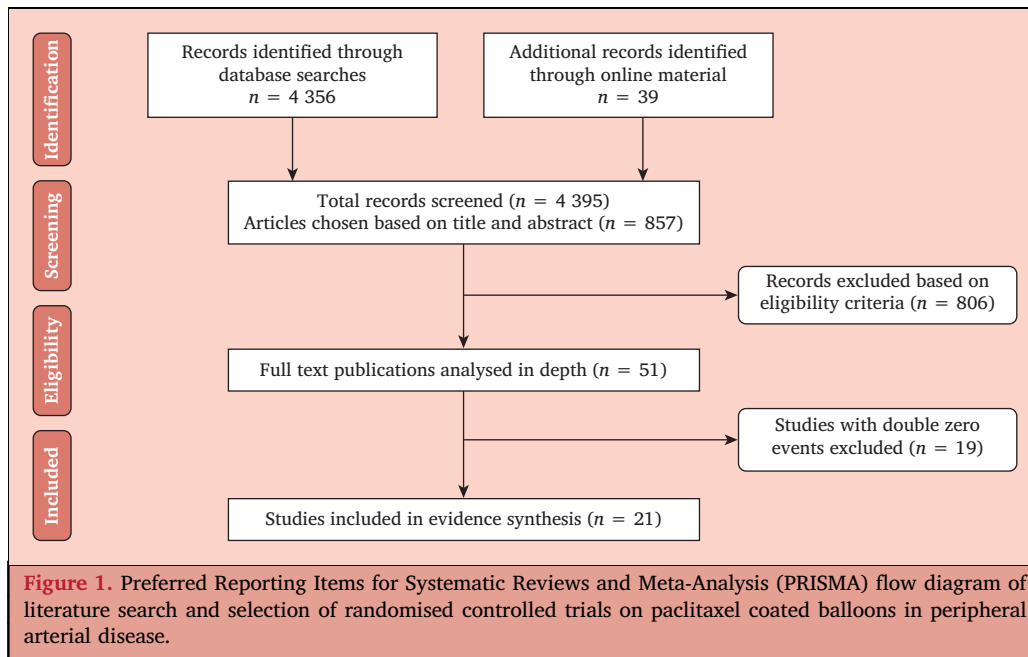 Identification
Records identified through
database searches
n = 4 356
Additional records identified
through online material
n = 39
Screening
Total records screened (n = 4 395)
Articles chosen based on title and abstract (n = 857)
Records excluded based on
eligibility criteria (n = 806)
Eligibility
Full text publications analysed in depth (n = 51)
Studies with double zero
events excluded (n = 19)
Included
Studies included in evidence synthesis (n = 21)
Figure 1. Preferred Reporting Items for Systematic Reviews and Meta-Analysis (PRISMA) flow diagram of
literature search and selection of randomised controlled trials on paclitaxel coated balloons in peripheral
arterial disease.